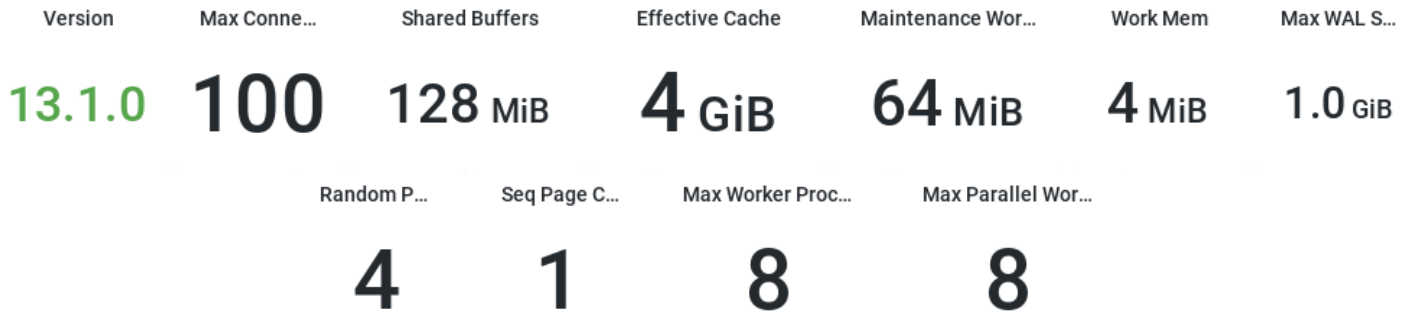 Version Max Conne... Shared Buffers Effective Cache Maintenance Wor... Work Mem Max WAL S...
13.1.0 100 128 MiB 4 GiB 64 MiB 4 MiB 1.0 GiB
Random P... Seq Page C... Max Worker Proc... Max Parallel Wor...
4 1 8 8